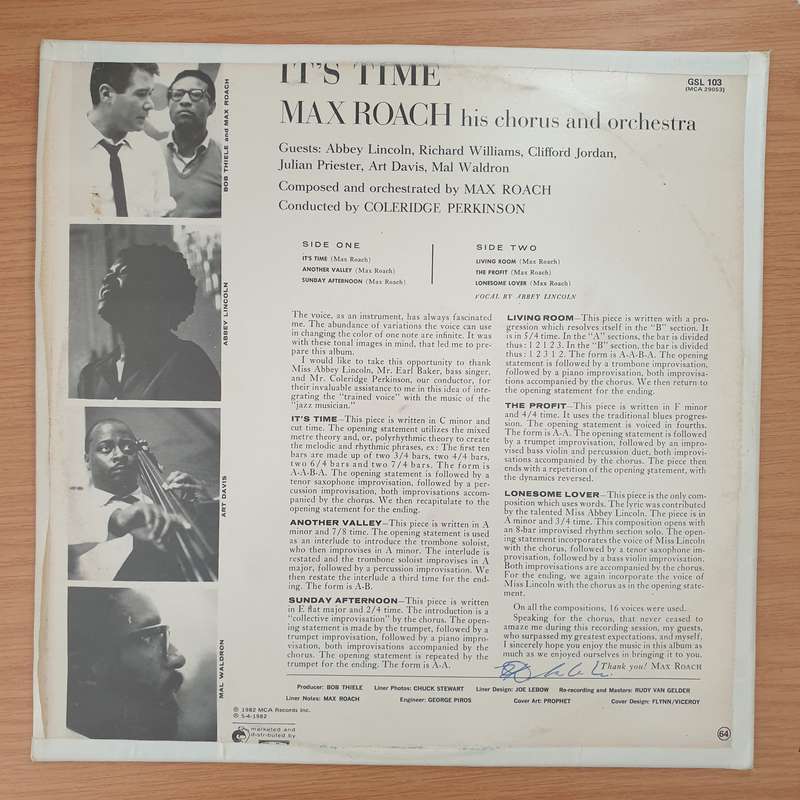 IT'S TIME
GSL 103
(MCA 29053)
MAX ROACH his chorus and orchestra
Guests: Abbey Lincoln, Richard Williams, Clifford Jordan,
Julian Priester, Art Davis, Mal Waldron
Composed and orchestrated by MAX ROACH
Conducted by COLERIDGE PERKINSON
BOB THIELE and MAX ROACH
ABBEY LINCOLN
ART DAVIS
MAL WALDRON
SIDE ONE
IT'S TIME (Max Roach)
ANOTHER VALLEY (Max Roach)
SUNDAY AFTERNOON (Max Roach)
SIDE TWO
LIVING ROOM (Max Roach)
THE PROFIT (Max Roach)
LONESOME LOVER (Max Roach)
VOCAL BY ABBEY LINCOLN
The voice, as an instrument, has always fascinated
me. The abundance of variations the voice can use
in changing the color of one note are infinite. It was
with these tonal images in mind, that led me to pre-
pare this album.
I would like to take this opportunity to thank
Miss Abbey Lincoln, Mr. Earl Baker, bass singer,
and Mr. Coleridge Perkinson, our conductor, for
their invaluable assistance to me in this idea of inte-
grating the "trained voice" with the music of the
"jazz musician."
IT'S TIME—This piece is written in C minor and
cut time. The opening statement utilizes the mixed
metre theory and, or, polyrhythmic theory to create
the melodic and rhythmic phrases, ex: The first ten
bars are made up of two 3/4 bars, two 4/4 bars,
two 6/4 bars and two 7/4 bars. The form is
A-A-B-A. The opening statement is followed by a
tenor saxophone improvisation, followed by a per-
cussion improvisation, both improvisations accom-
panied by the chorus. We then recapitulate to the
opening statement for the ending.
ANOTHER VALLEY—This piece is written in A
minor and 7/8 time. The opening statement is used
as an interlude to introduce the trombone soloist,
who then improvises in A minor. The interlude is
restated and the trombone soloist improvises in A
major, followed by a percussion improvisation. We
then restate the interlude a third time for the end-
ing. The form is A-B.
SUNDAY AFTERNOON—This piece is written
in E flat major and 2/4 time. The introduction is a
"collective improvisation" by the chorus. The open-
ing statement is made by the trumpet, followed by a
trumpet improvisation, followed by a piano impro-
visation, both improvisations accompanied by the
chorus. The opening statement is repeated by the
trumpet for the ending. The form is A-A.
LIVING ROOM—This piece is written with a pro-
gression which resolves itself in the "B" section. It
is in 5/4 time. In the "A" sections, the bar is divided
thus: 1 2 1 2 3. In the "B" section, the bar is divided
thus: 1 2 3 1 2. The form is A-A-B-A. The opening
statement is followed by a trombone improvisation,
followed by a piano improvisation, both improvisa-
tions accompanied by the chorus. We then return to
the opening statement for the ending.
THE PROFIT—This piece is written in F minor
and 4/4 time. It uses the traditional blues progres-
sion. The opening statement is voiced in fourths.
The form is A-A. The opening statement is followed
by a trumpet improvisation, followed by an impro-
vised bass violin and percussion duet, both improvi-
sations accompanied by the chorus. The piece then
ends with a repetition of the opening statement, with
the dynamics reversed.
LONESOME LOVER—This piece is the only com-
position which uses words. The lyric was contributed
by the talented Miss Abbey Lincoln. The piece is in
A minor and 3/4 time. This composition opens with
an 8-bar improvised rhythm section solo. The open-
ing statement incorporates the voice of Miss Lincoln
with the chorus, followed by a tenor saxophone im-
provisation, followed by a bass violin improvisation.
Both improvisations are accompanied by the chorus.
For the ending, we again incorporate the voice of
Miss Lincoln with the chorus as in the opening state-
ment.
On all the compositions, 16 voices were used.
Speaking for the chorus, that never ceased to
amaze me during this recording session, my guests,
who surpassed my greatest expectations, and myself,
I sincerely hope you enjoy the music in this album as
much as we enjoyed ourselves in bringing it to you.
Thank you! MAX ROACH
Producer: BOB THIELE Liner Photos: CHUCK STEWART Liner Design: JOE LEBOW Re-recording and Masters: RUDY VAN GELDER
Liner Notes: MAX ROACH Engineer: GEORGE PIROS Cover Art: PROPHET Cover Design: FLYNN/VICEROY
© 1982 MCA Records Inc.
℗ 5-4-1982
marketed and
distributed by
64